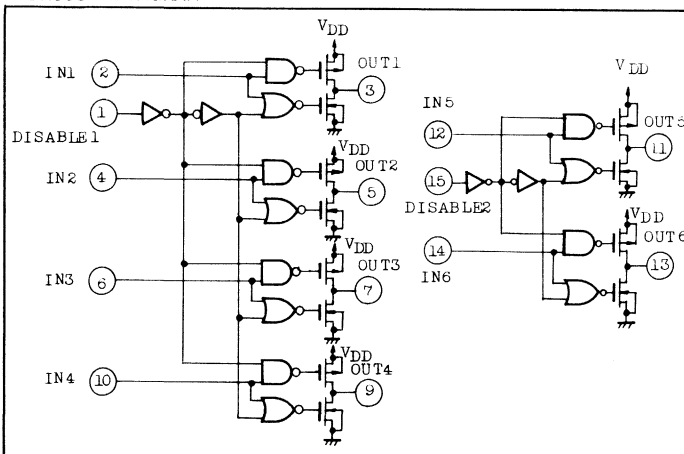 VDD
IN1 2 OUT1
3
1
DISABLE1
VDD
IN2 4 OUT2
5
VDD
IN3 6 OUT3
7
VDD
IN4 10 OUT4
9
VDD
IN5
12 OUT5
11
15
DISABLE2
VDD
14 OUT6
13
IN6